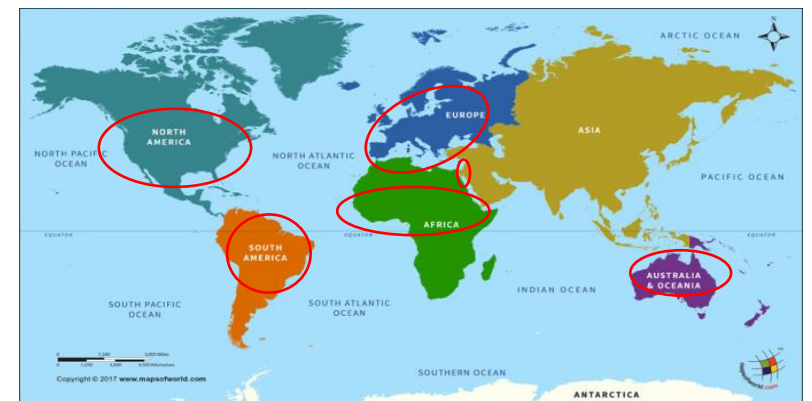 ARCTIC OCEAN
N
NORTH
AMERICA
EUROPE
ASIA
NORTH PACIFIC
OCEAN
NORTH ATLANTIC
OCEAN
PACIFIC OCEAN
AFRICA
EQUATOR
EQUATOR
EQUATOR
SOUTH
AMERICA
AUSTRALIA
& OCEANIA
INDIAN OCEAN
SOUTH PACIFIC
OCEAN
SOUTH ATLANTIC
OCEAN
SOUTHERN OCEAN
Copyright © 2017 www.mapsofworld.com
ANTARCTICA